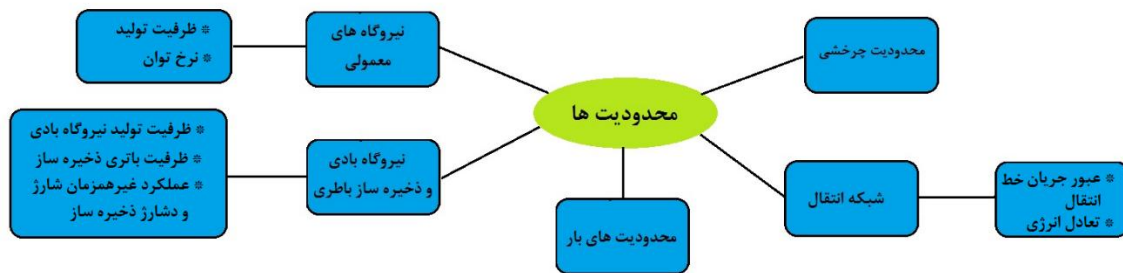 محدودیت ها
محدودیت چرخشی
شبکه انتقال
* عبور جریان خط
انتقال
* تعادل انرژی
محدودیت های بار
نیروگاه های
معمولی
* ظرفیت تولید
* نرخ توان
نیروگاه بادی
و ذخیره ساز باطری
* ظرفیت تولید نیروگاه بادی
* ظرفیت باتری ذخیره ساز
* عملکرد غیرهمزمان شارژ
و دشارژ ذخیره ساز